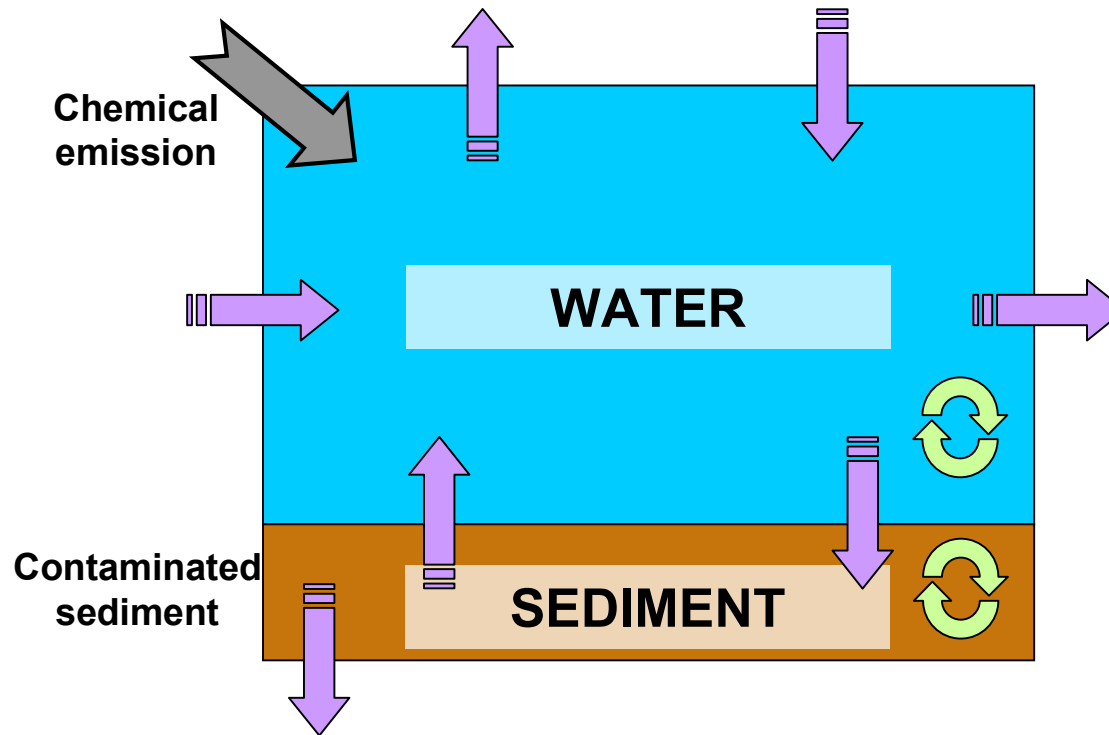 Chemical
emission
WATER
Contaminated
sediment
SEDIMENT